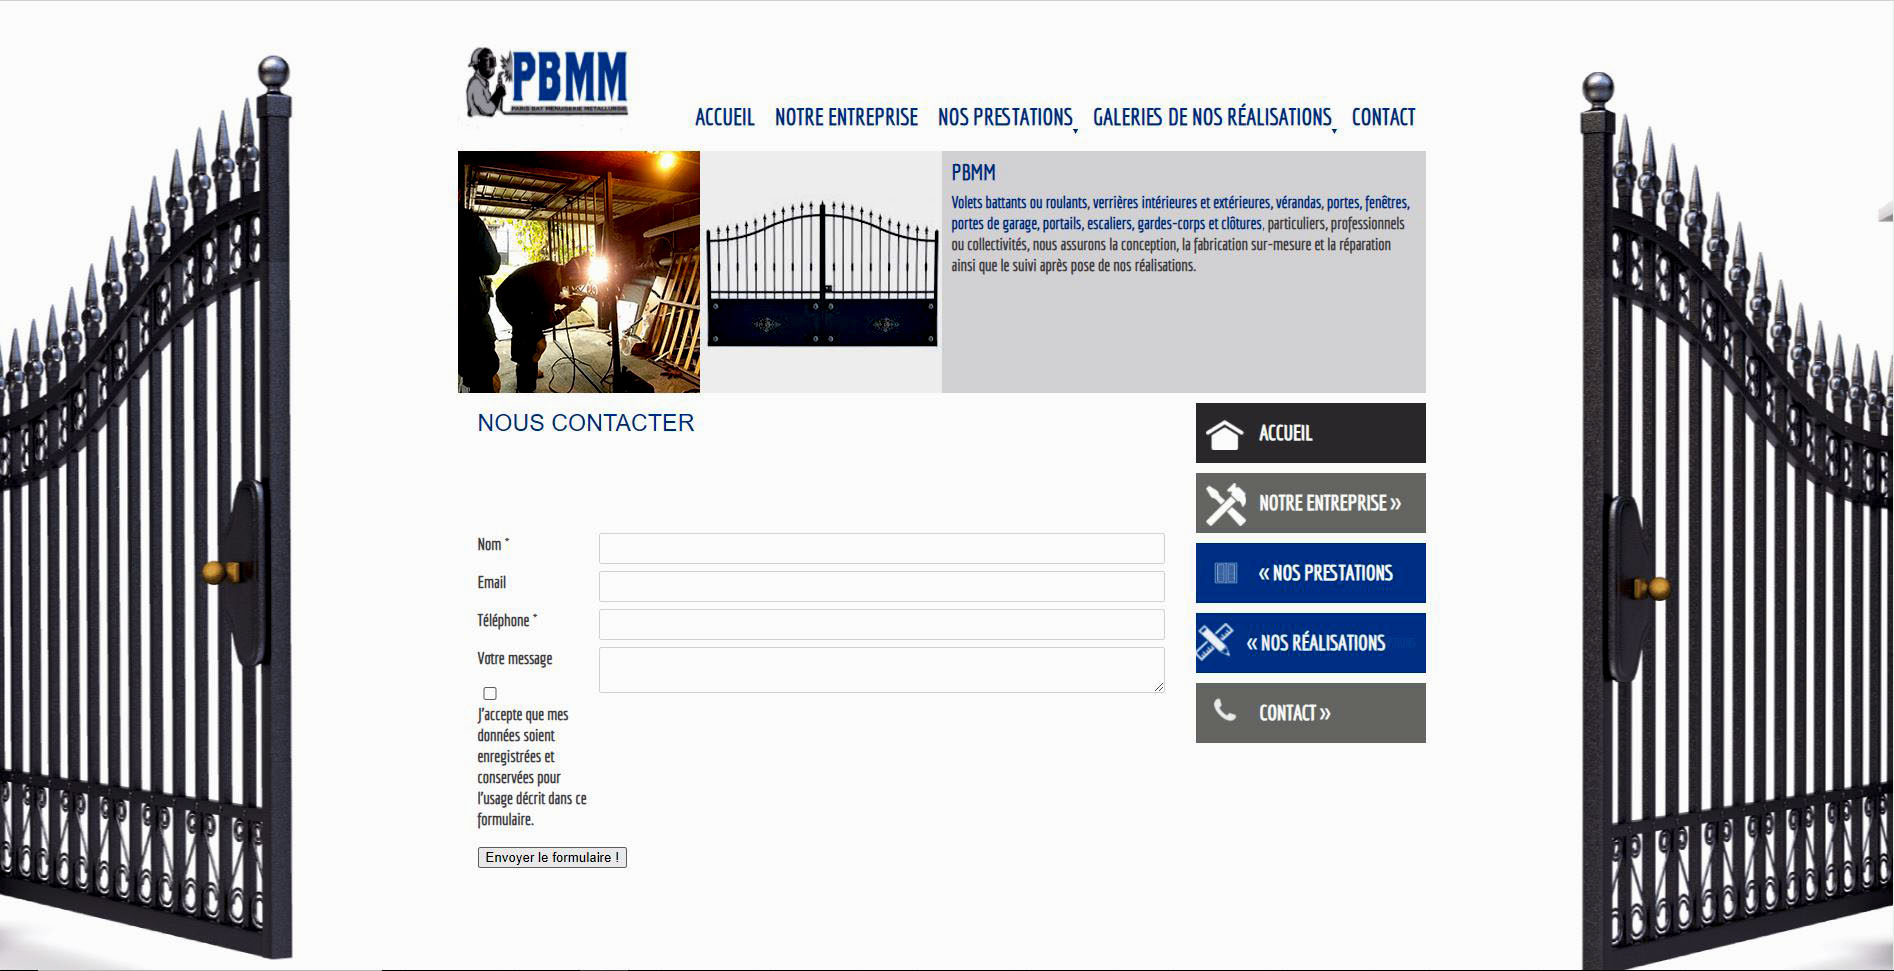 PBMM
PARIS BAT MENUISERIE METALLURGIE
ACCUEIL NOTRE ENTREPRISE NOS PRESTATIONS GALERIES DE NOS RÉALISATIONS CONTACT
PBMM
Volets battants ou roulants, verrières intérieures et extérieures, vérandas, portes, fenêtres,
portes de garage, portails, escaliers, gardes-corps et clôtures, particuliers, professionnels
ou collectivités, nous assurons la conception, la fabrication sur-mesure et la réparation
ainsi que le suivi après pose de nos réalisations.
NOUS CONTACTER
Nom *
Email
Téléphone *
Votre message
J'accepte que mes
données soient
enregistrées et
conservées pour
l'usage décrit dans ce
formulaire.
Envoyer le formulaire !
ACCUEIL
NOTRE ENTREPRISE »
« NOS PRESTATIONS
« NOS RÉALISATIONS
CONTACT »